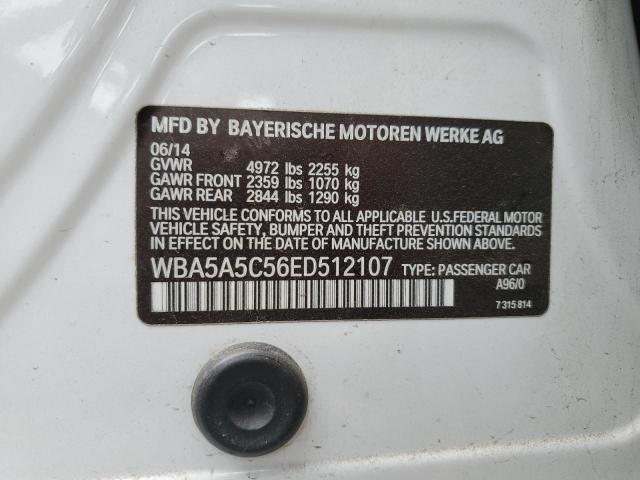 MFD BY BAYERISCHE MOTOREN WERKE AG
06/14
GVWR 4972 lbs 2255 kg
GAWR FRONT 2359 lbs 1070 kg
GAWR REAR 2844 lbs 1290 kg
THIS VEHICLE CONFORMS TO ALL APPLICABLE U.S.FEDERAL MOTOR
VEHICLE SAFETY, BUMPER AND THEFT PREVENTION STANDARDS
IN EFFECT ON THE DATE OF MANUFACTURE SHOWN ABOVE.
WBA5A5C56ED512107 TYPE: PASSENGER CAR
A96/0
7 315 814